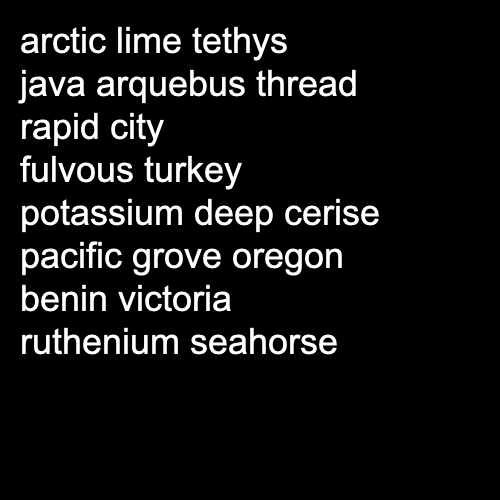 arctic lime tethys
java arquebus thread
rapid city
fulvous turkey
potassium deep cerise
pacific grove oregon
benin victoria
ruthenium seahorse